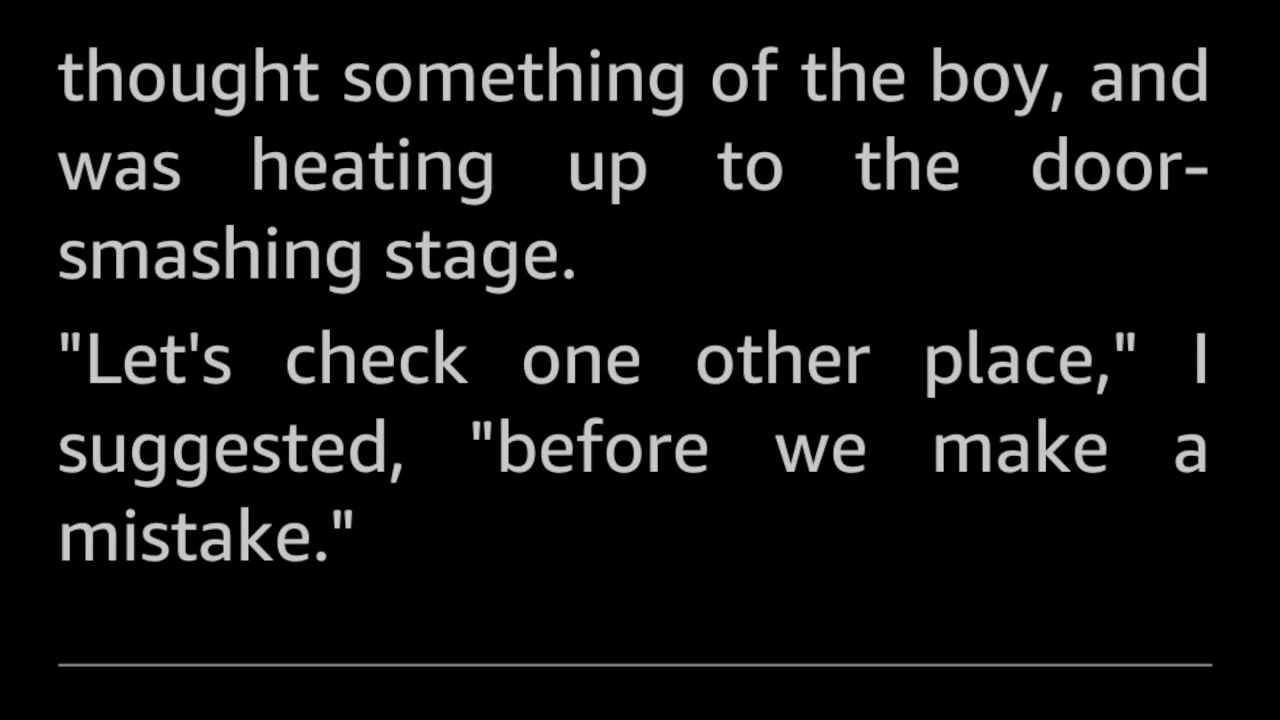 thought something of the boy, and
was heating up to the door-
smashing stage.
"Let's check one other place," I
suggested, "before we make a
mistake."